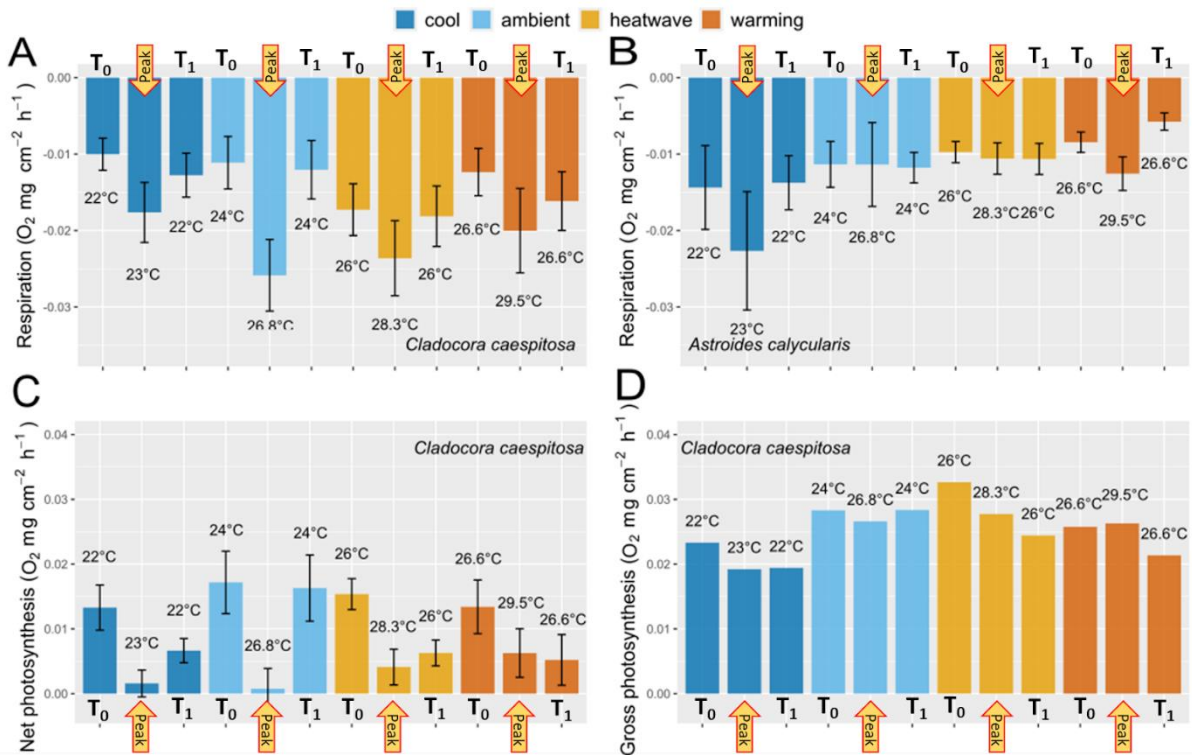 cool ambient heatwave warming
A
T0 Peak T1 T0 Peak T1 T0 Peak T1 T0 Peak T1
Respiration (O2 mg cm−2 h−1)
0.00
-0.01
-0.02
-0.03
22°C
23°C
22°C
24°C
26.8°C
24°C
26°C
28.3°C
26°C
26.6°C
29.5°C
26.6°C
Cladocora caespitosa
B
T0 Peak T1 T0 Peak T1 T0 Peak T1 T0 Peak T1
Respiration (O2 mg cm−2 h−1)
0.00
-0.01
-0.02
-0.03
22°C
23°C
22°C
24°C
26.8°C
24°C
26°C
28.3°C
26°C
26.6°C
29.5°C
26.6°C
Astroides calycularis
C
Net photosynthesis (O2 mg cm−2 h−1)
0.04
0.03
0.02
0.01
0.00
Cladocora caespitosa
22°C
23°C
22°C
24°C
26.8°C
24°C
26°C
28.3°C
26°C
26.6°C
29.5°C
26.6°C
T0 Peak T1 T0 Peak T1 T0 Peak T1 T0 Peak T1
D
Gross photosynthesis (O2 mg cm−2 h−1)
0.04
0.03
0.02
0.01
0.00
Cladocora caespitosa
22°C
23°C
22°C
24°C
26.8°C
24°C
26°C
28.3°C
26°C
26.6°C
29.5°C
26.6°C
T0 Peak T1 T0 Peak T1 T0 Peak T1 T0 Peak T1